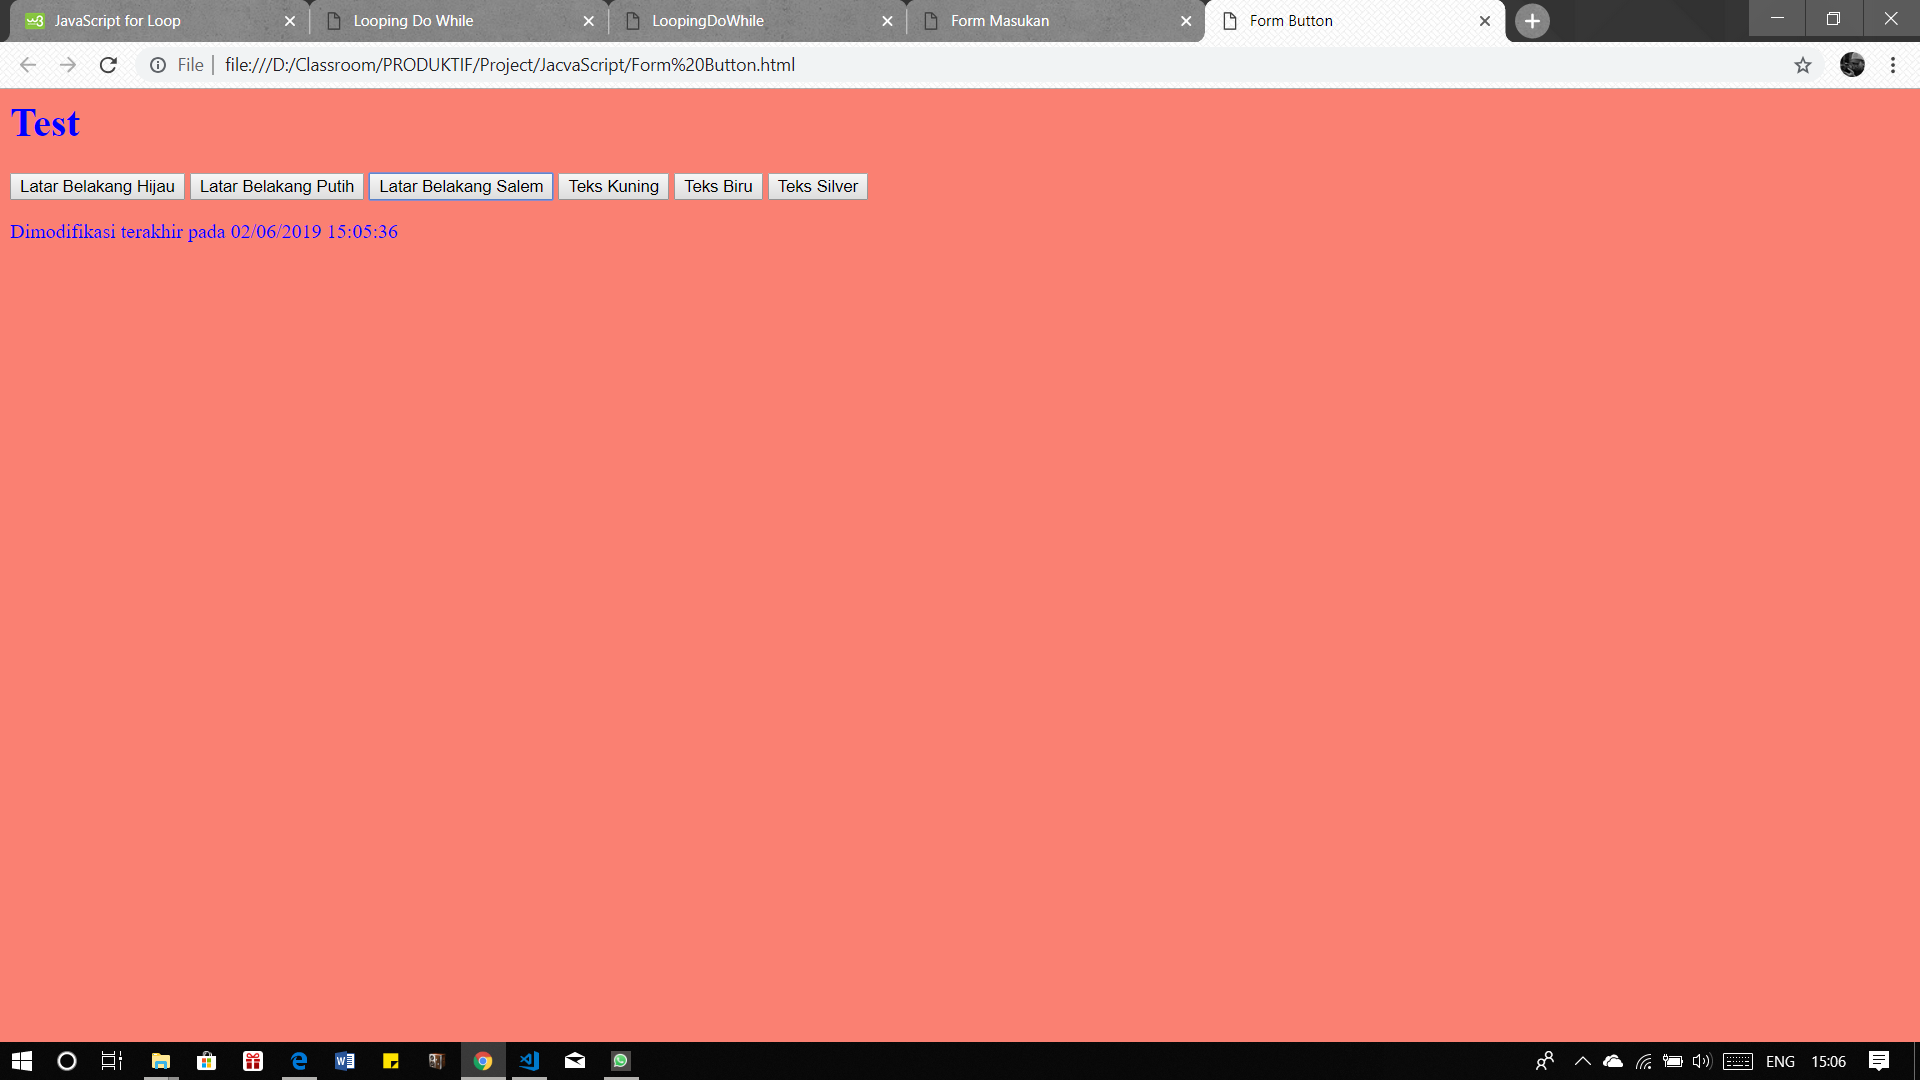 JavaScript for Loop
Looping Do While
LoopingDoWhile
Form Masukan
Form Button
File file:///D:/Classroom/PRODUKTIF/Project/JacvaScript/Form%20Button.html
Test
Latar Belakang Hijau Latar Belakang Putih Latar Belakang Salem Teks Kuning Teks Biru Teks Silver
Dimodifikasi terakhir pada 02/06/2019 15:05:36
ENG 15:06